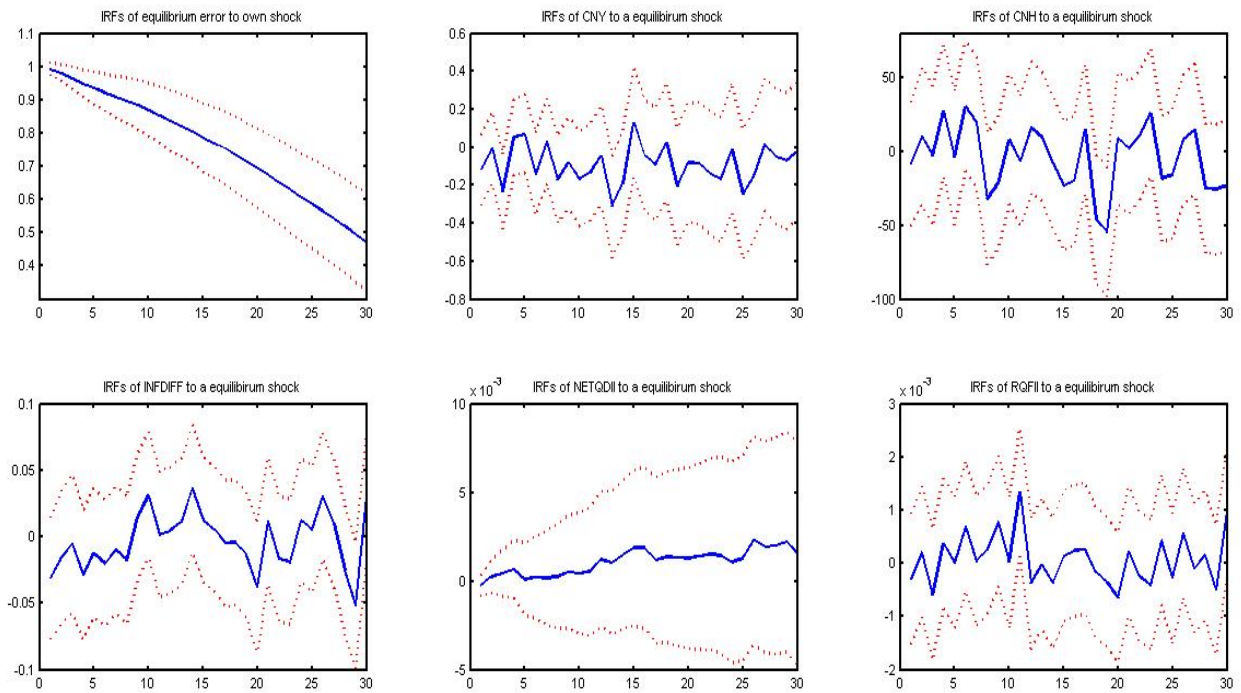 IRFs of equilibrium error to own shock
1.1
1
0.9
0.8
0.7
0.6
0.5
0.4
0 5 10 15 20 25 30
IRFs of CNY to a equilibirum shock
0.6
0.4
0.2
0
-0.2
-0.4
-0.6
-0.8
0 5 10 15 20 25 30
IRFs of CNH to a equilibirum shock
50
0
-50
-100
0 5 10 15 20 25 30
IRFs of INFDIFF to a equilibirum shock
0.1
0.05
0
-0.05
-0.1
0 5 10 15 20 25 30
IRFs of NETQDII to a equilibirum shock
x 10^-3
10
5
0
-5
0 5 10 15 20 25 30
IRFs of RQFII to a equilibirum shock
x 10^-3
3
2
1
0
-1
-2
0 5 10 15 20 25 30